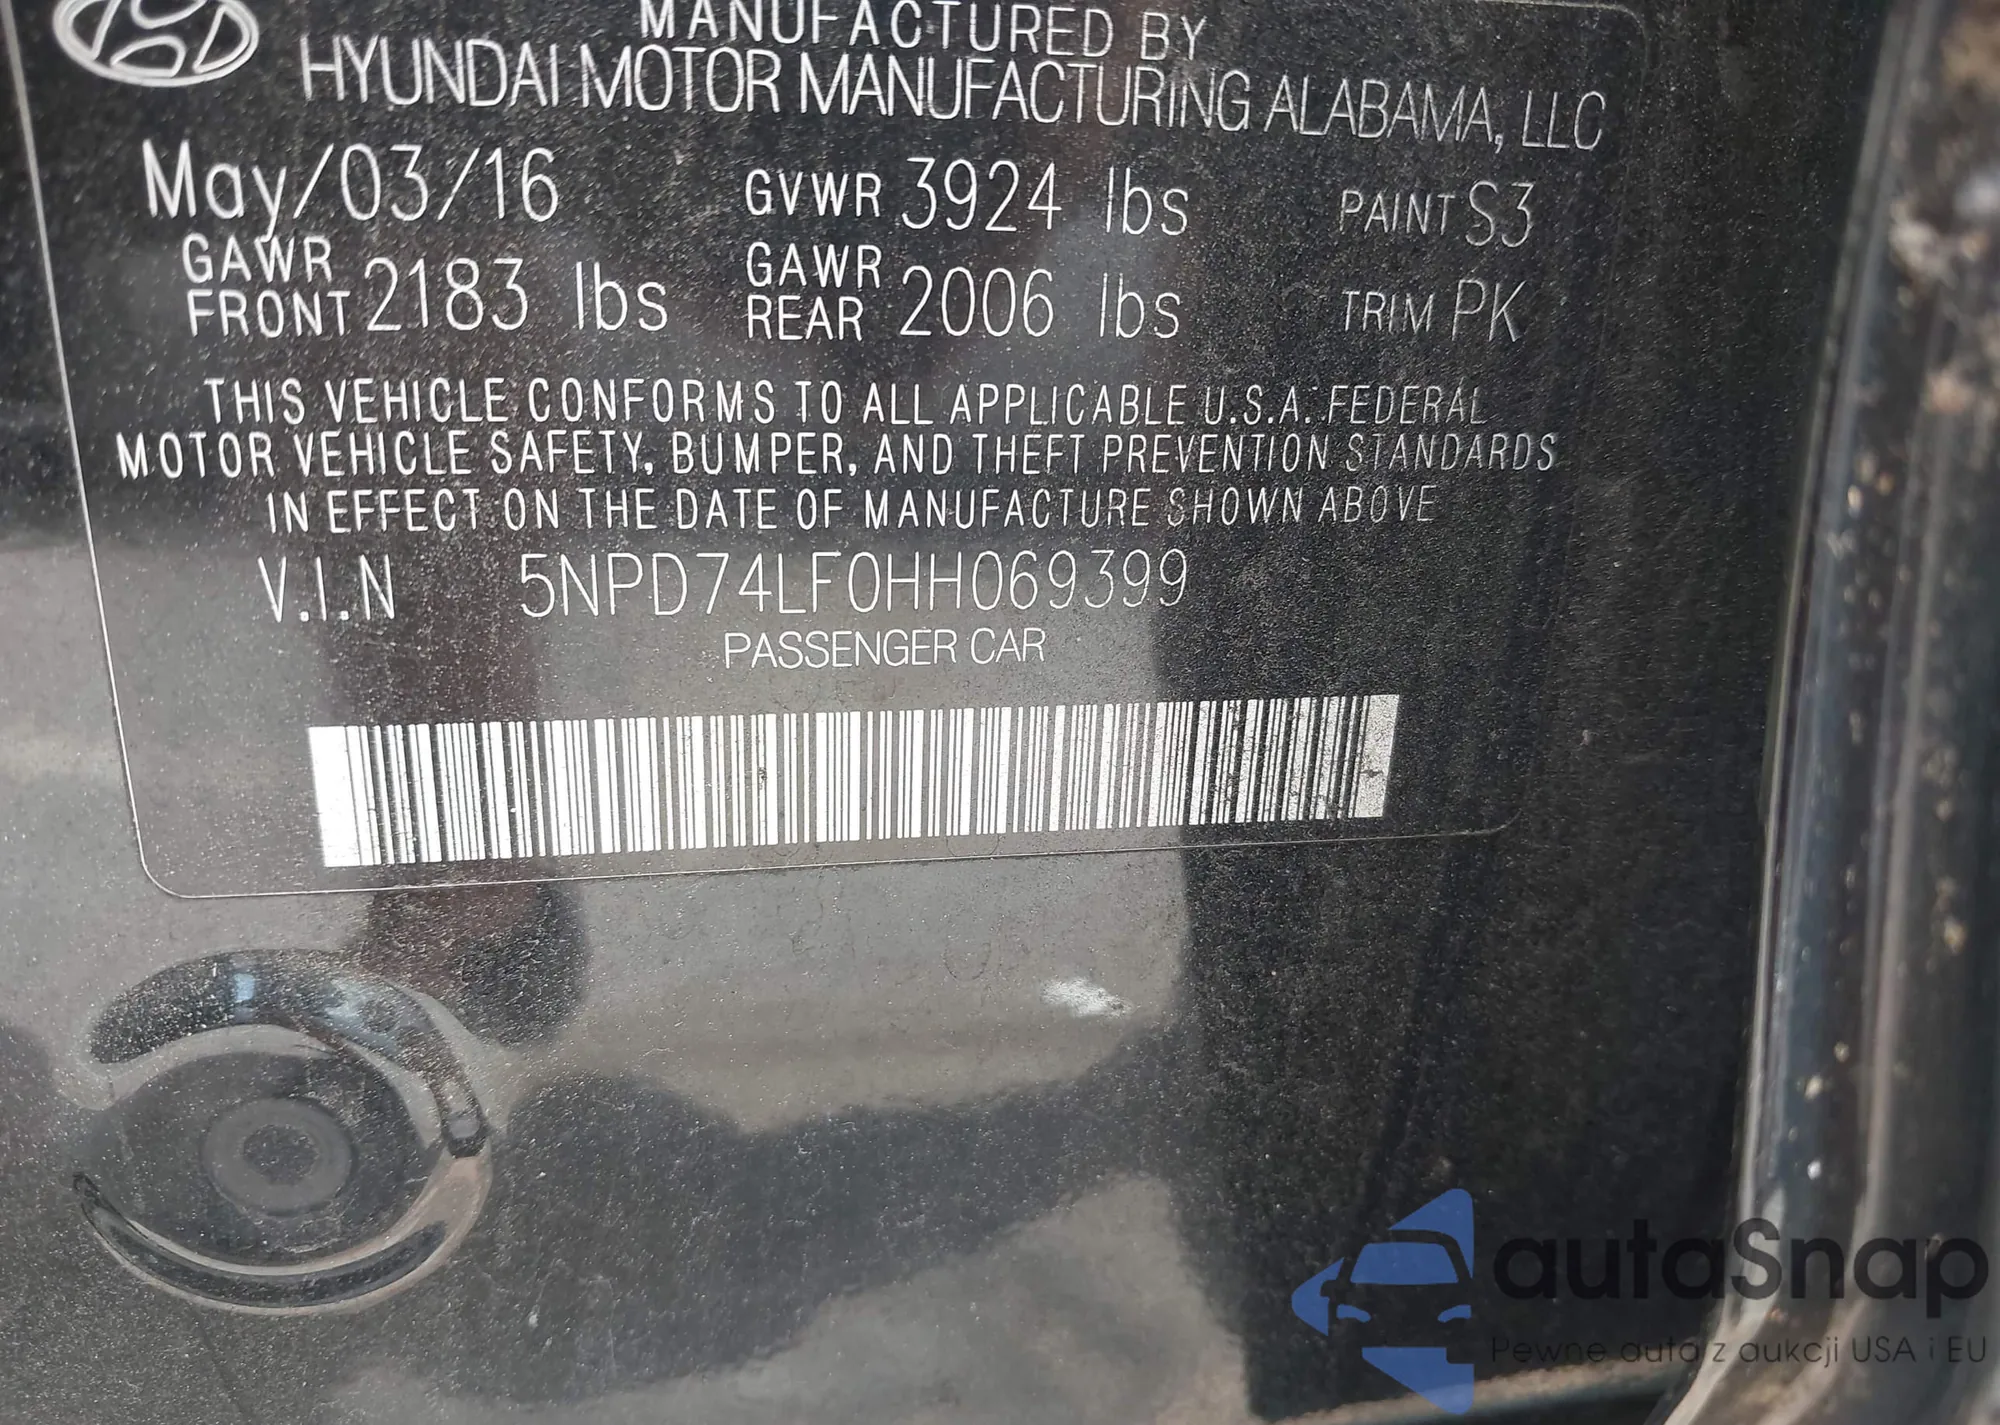 MANUFACTURED BY
HYUNDAI MOTOR MANUFACTURING ALABAMA, LLC
May/03/16 GVWR 3924 lbs PAINT S3
GAWR FRONT 2183 lbs GAWR REAR 2006 lbs TRIM PK
THIS VEHICLE CONFORMS TO ALL APPLICABLE U.S.A. FEDERAL
MOTOR VEHICLE SAFETY, BUMPER, AND THEFT PREVENTION STANDARDS
IN EFFECT ON THE DATE OF MANUFACTURE SHOWN ABOVE
V.I.N 5NPD74LF0HH069399
PASSENGER CAR
autaSnap
Pewne auta z aukcji USA i EU